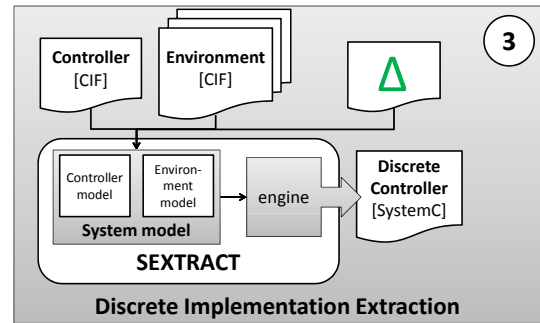 3
Controller
[CIF]
Environment
[CIF]
Δ
Controller
model
Environ-
ment
model
System model
engine
SEXTRACT
Discrete
Controller
[SystemC]
Discrete Implementation Extraction